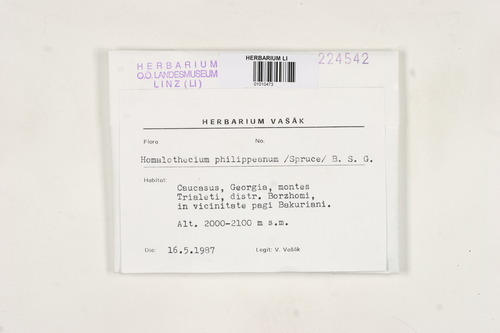 HERBARIUM
O.Ö. LANDESMUSEUM
LINZ (LI)
HERBARIUM LI
01010473
224542
HERBARIUM VAŠÁK
Flora No.
Homalothecium philippeanum /Spruce/ B. S. G.
Habitat:
Caucasus, Georgia, montes
Trialeti, distr. Borzhomi,
in vicinitate pagi Bakuriani.
Alt. 2000-2100 m s.m.
Die: 16.5.1987 Legit: V. Vašák